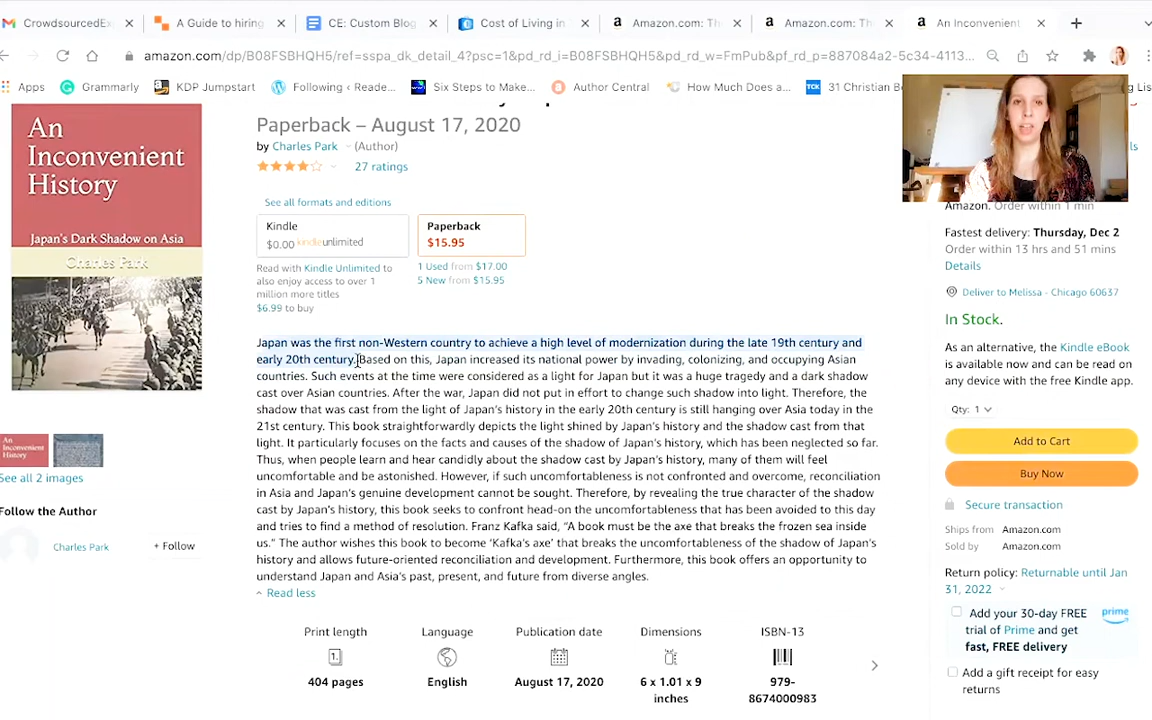 CrowdsourcedEx
A Guide to hiring
CE: Custom Blog
Cost of Living in
Amazon.com: Th
Amazon.com: Th
An Inconvenient
amazon.com/dp/B08FSBHQH5/ref=sspa_dk_detail_4?psc=1&pd_rd_i=B08FSBHQH5&pd_rd_w=FmPub&pf_rd_p=887084a2-5c34-4113...
Apps
Grammarly
KDP Jumpstart
Following ‹ Reade...
Six Steps to Make...
Author Central
How Much Does a...
31 Christian B
g Lis
An
Inconvenient
History
Japan's Dark Shadow on Asia
Charles Park
See all 2 images
Follow the Author
Charles Park
+ Follow
Paperback – August 17, 2020
by Charles Park (Author)
27 ratings
See all formats and editions
Kindle
$0.00 kindleunlimited
Paperback
$15.95
Read with Kindle Unlimited to
also enjoy access to over 1
million more titles
$6.99 to buy
1 Used from $17.00
5 New from $15.95
Japan was the first non-Western country to achieve a high level of modernization during the late 19th century and
early 20th century. Based on this, Japan increased its national power by invading, colonizing, and occupying Asian
countries. Such events at the time were considered as a light for Japan but it was a huge tragedy and a dark shadow
cast over Asian countries. After the war, Japan did not put in effort to change such shadow into light. Therefore, the
shadow that was cast from the light of Japan's history in the early 20th century is still hanging over Asia today in the
21st century. This book straightforwardly depicts the light shined by Japan's history and the shadow cast from that
light. It particularly focuses on the facts and causes of the shadow of Japan's history, which has been neglected so far.
Thus, when people learn and hear candidly about the shadow cast by Japan's history, many of them will feel
uncomfortable and be astonished. However, if such uncomfortableness is not confronted and overcome, reconciliation
in Asia and Japan's genuine development cannot be sought. Therefore, by revealing the true character of the shadow
cast by Japan's history, this book seeks to confront head-on the uncomfortableness that has been avoided to this day
and tries to find a method of resolution. Franz Kafka said, "A book must be the axe that breaks the frozen sea inside
us." The author wishes this book to become 'Kafka's axe' that breaks the uncomfortableness of the shadow of Japan's
history and allows future-oriented reconciliation and development. Furthermore, this book offers an opportunity to
understand Japan and Asia's past, present, and future from diverse angles.
Read less
Print length
404 pages
Language
English
Publication date
August 17, 2020
Dimensions
6 x 1.01 x 9
inches
ISBN-13
979-
8674000983
ls
Amazon. Order within 1 min
Fastest delivery: Thursday, Dec 2
Order within 13 hrs and 51 mins
Details
Deliver to Melissa - Chicago 60637
In Stock.
As an alternative, the Kindle eBook
is available now and can be read on
any device with the free Kindle app.
Qty: 1
Add to Cart
Buy Now
Secure transaction
Ships from Amazon.com
Sold by Amazon.com
Return policy: Returnable until Jan
31, 2022
Add your 30-day FREE
trial of Prime and get
fast, FREE delivery
prime
Add a gift receipt for easy
returns